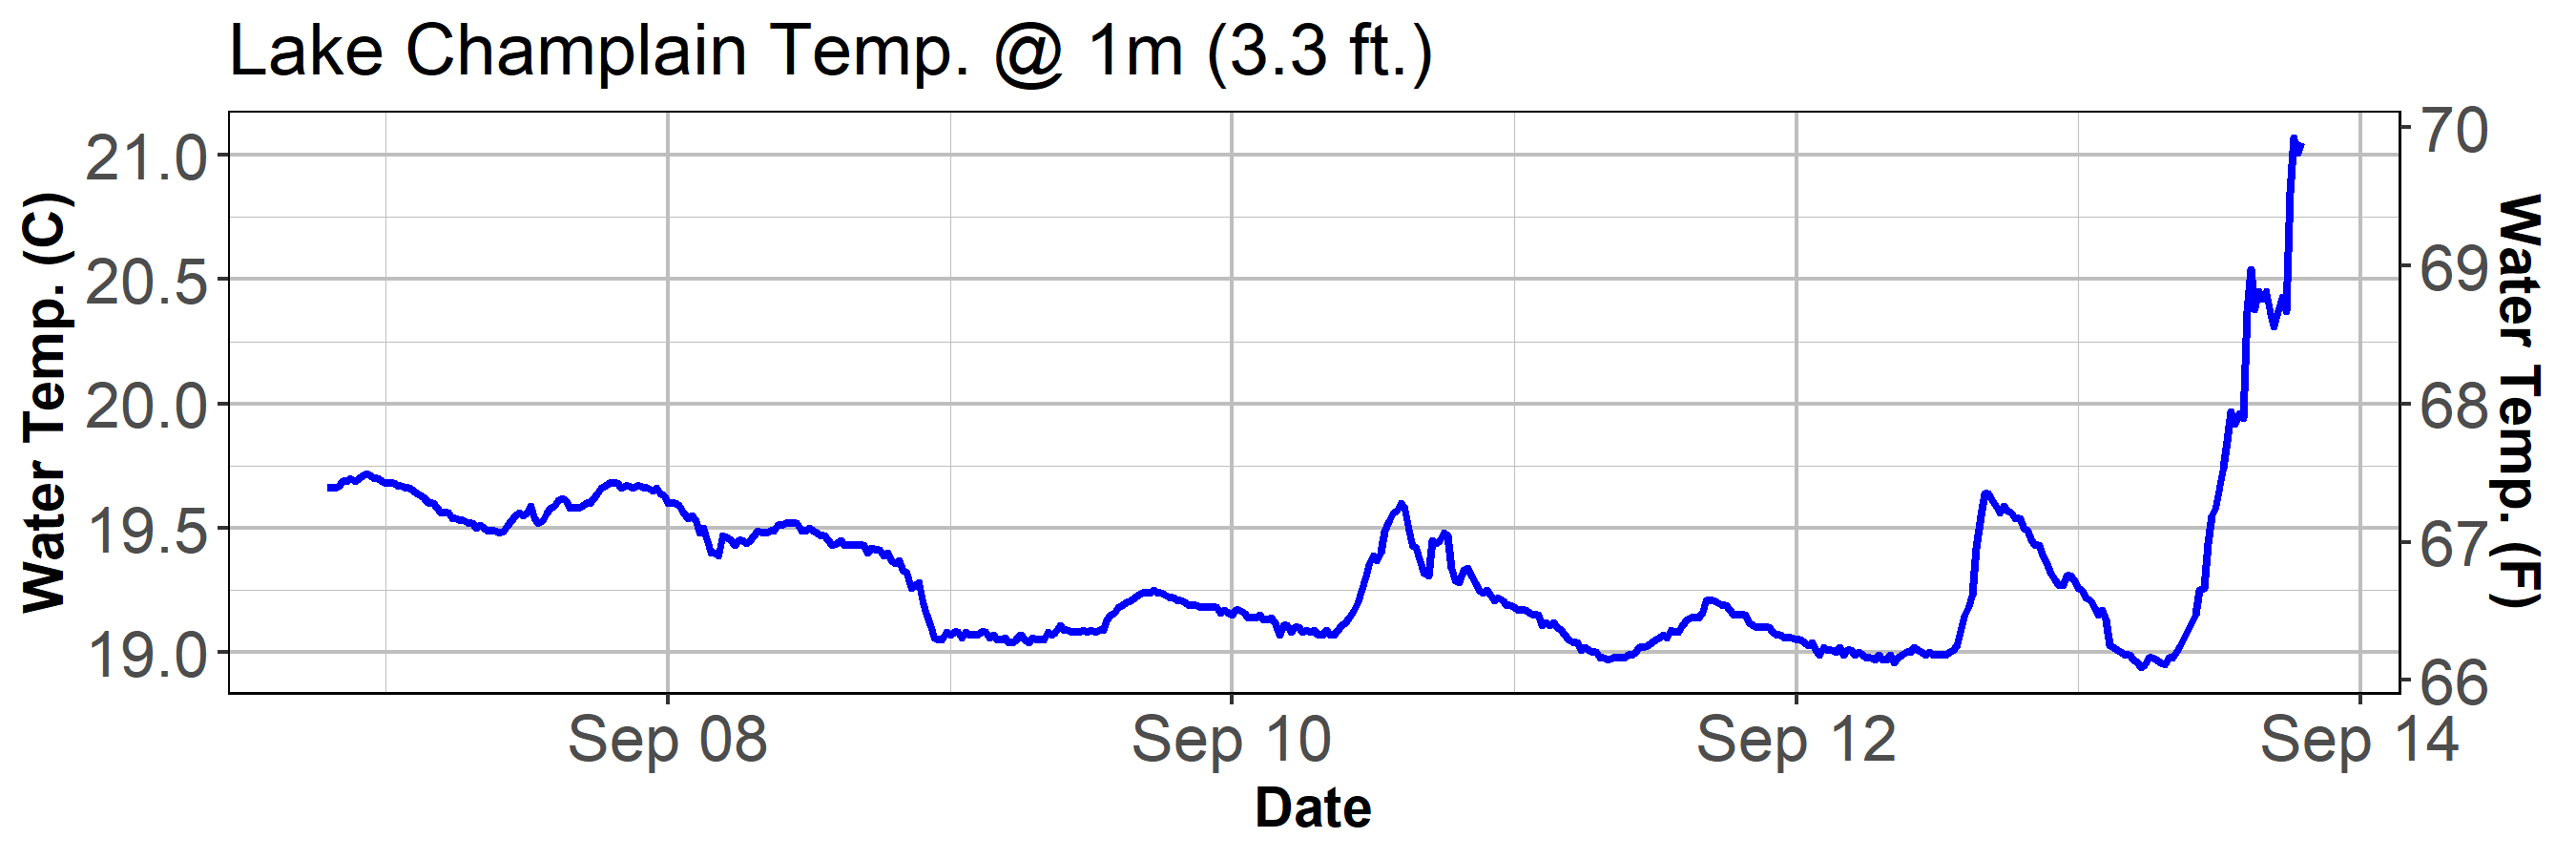 Lake Champlain Temp. @ 1m (3.3 ft.)
Water Temp. (C)
21.0
20.5
20.0
19.5
19.0
70
69
68
67
66
Water Temp. (F)
Sep 08 Sep 10 Sep 12 Sep 14
Date